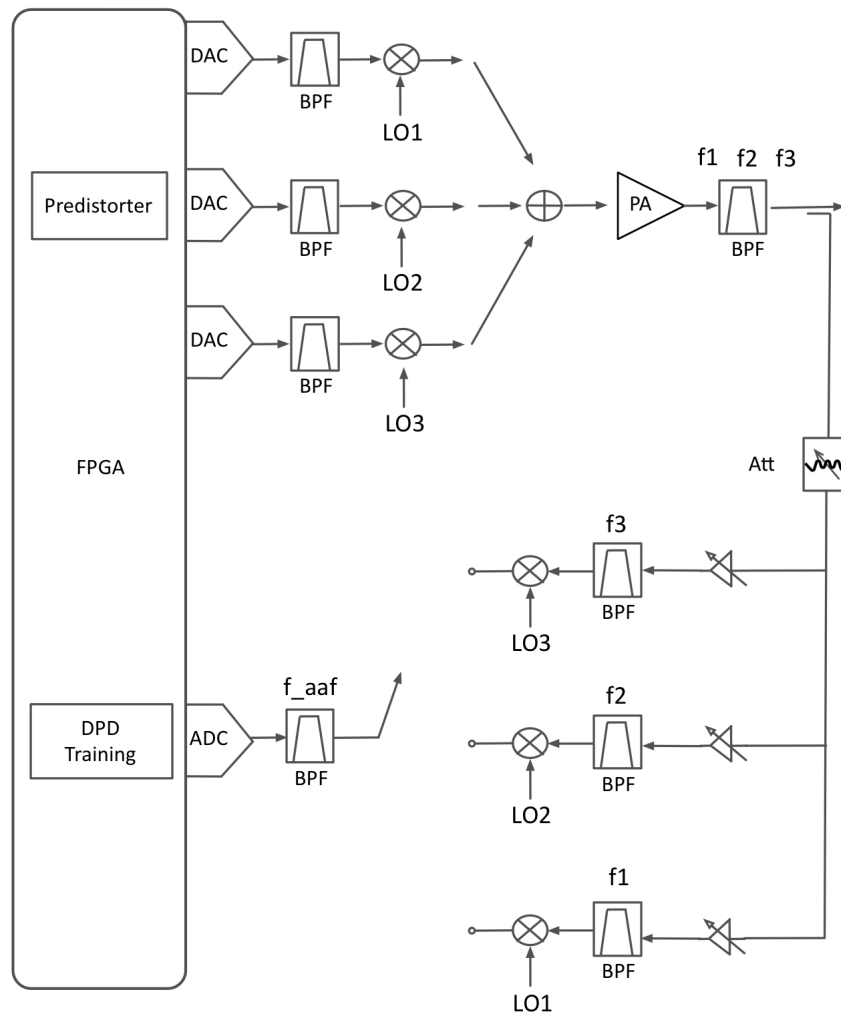 DAC
BPF
LO1
Predistorter
DAC
BPF
LO2
PA
f1 f2 f3
BPF
DAC
BPF
LO3
FPGA
Att
f3
BPF
LO3
DPD
Training
ADC
f_aaf
BPF
f2
BPF
LO2
f1
BPF
LO1